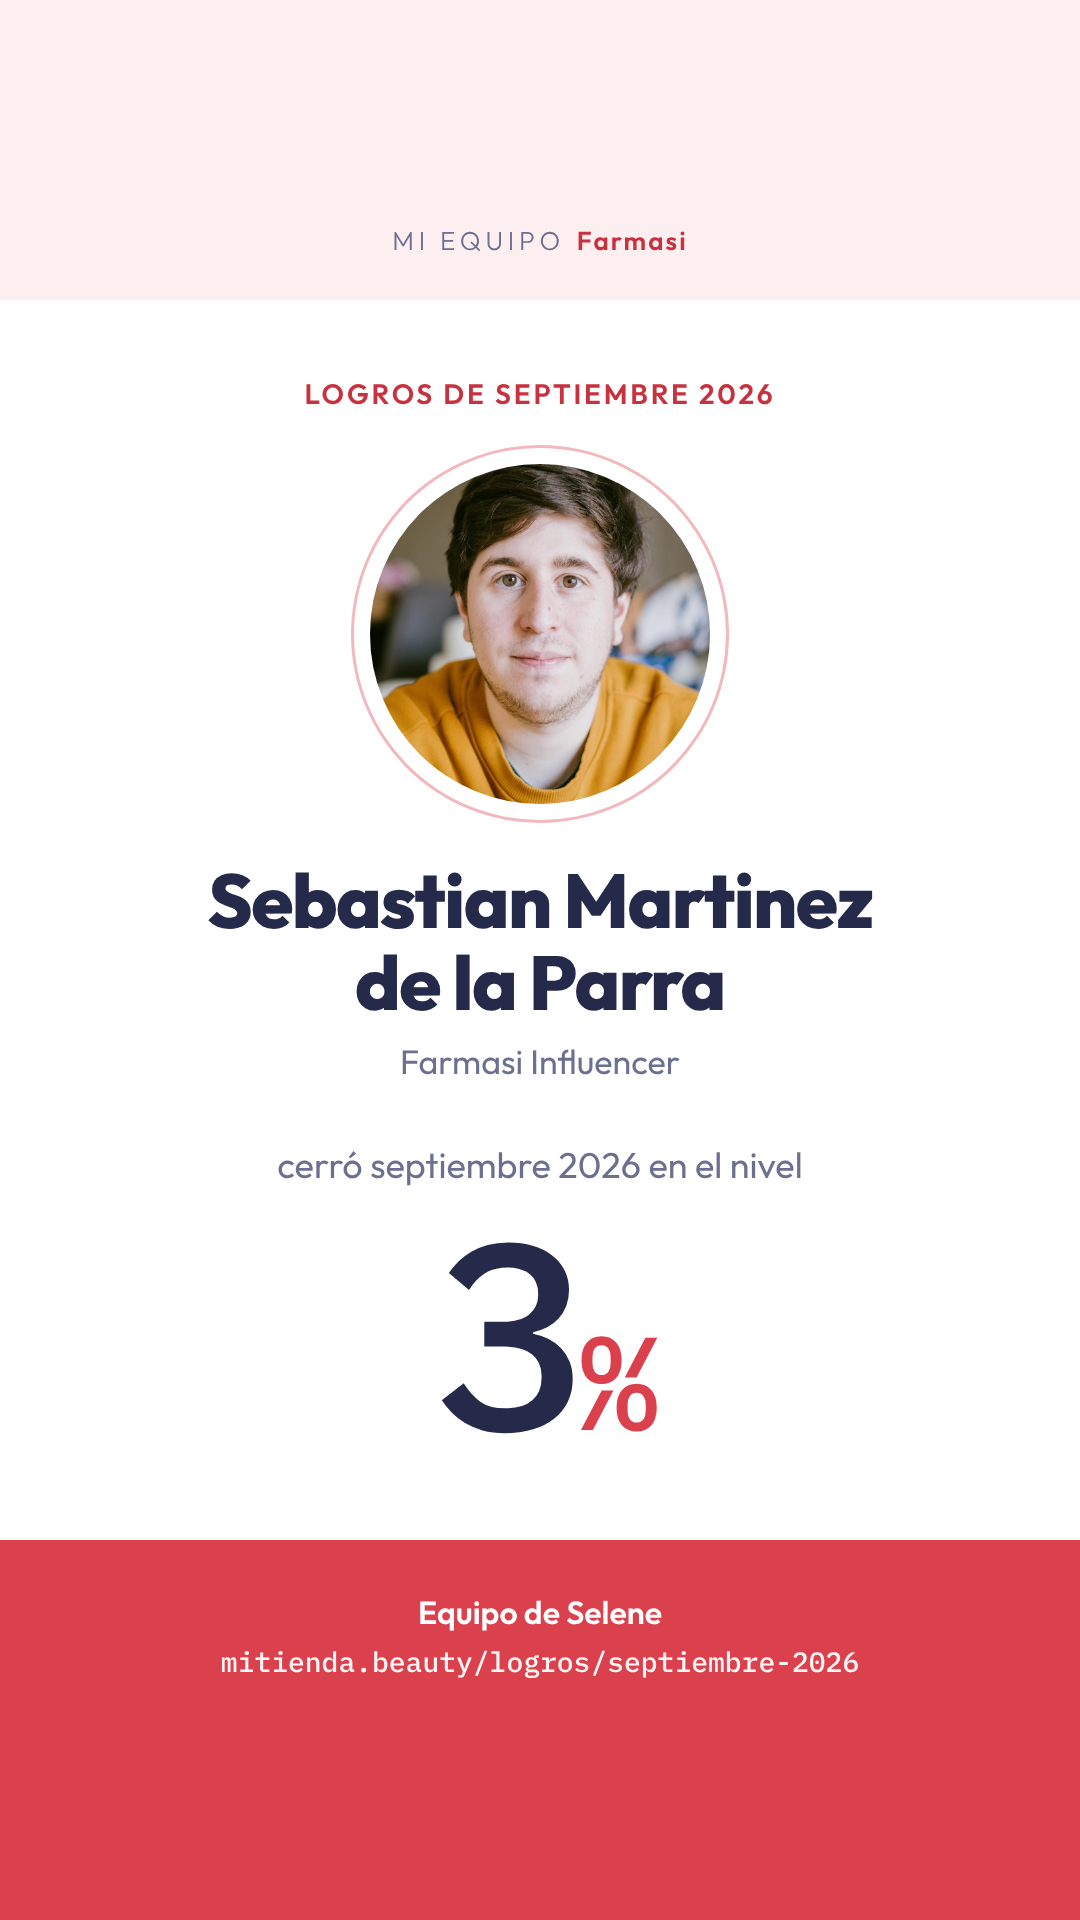 MI EQUIPO Farmasi
LOGROS DE SEPTIEMBRE 2026
Sebastian Martinez
de la Parra
Farmasi Influencer
cerró septiembre 2026 en el nivel
3%
Equipo de Selene
mitienda.beauty/logros/septiembre-2026